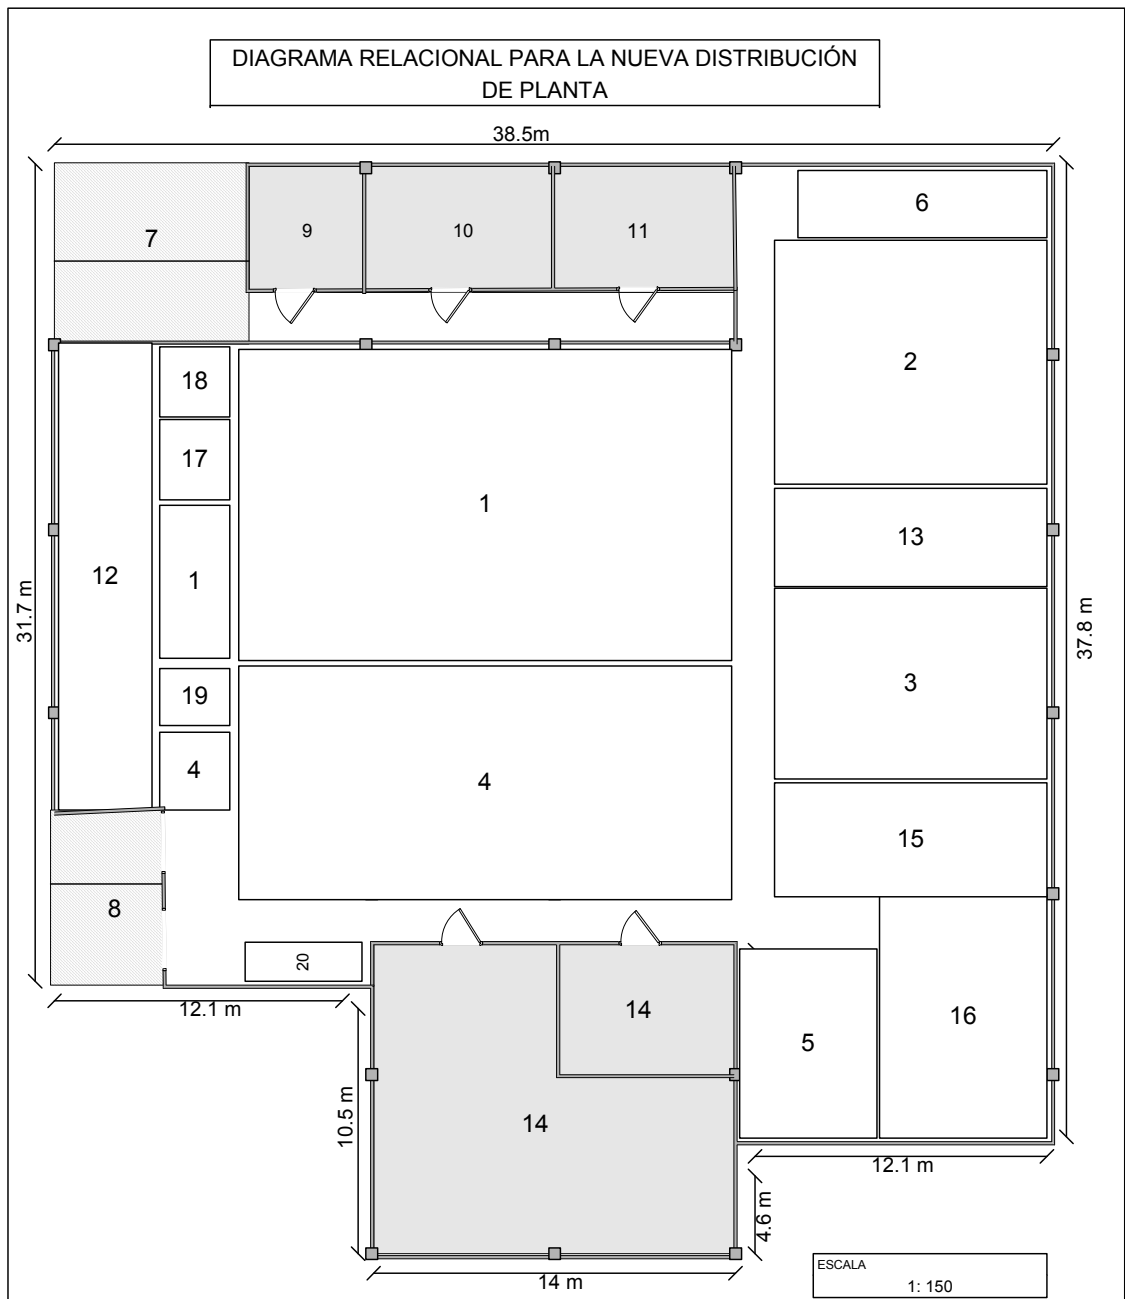 DIAGRAMA RELACIONAL PARA LA NUEVA DISTRIBUCIÓN
DE PLANTA
38.5m
6
7
9
10
11
2
18
17
1
1
13
12
31.7 m
37.8 m
3
19
4
4
15
8
20
14
16
5
12.1 m
14
10.5 m
12.1 m
4.6 m
14 m
ESCALA
1: 150